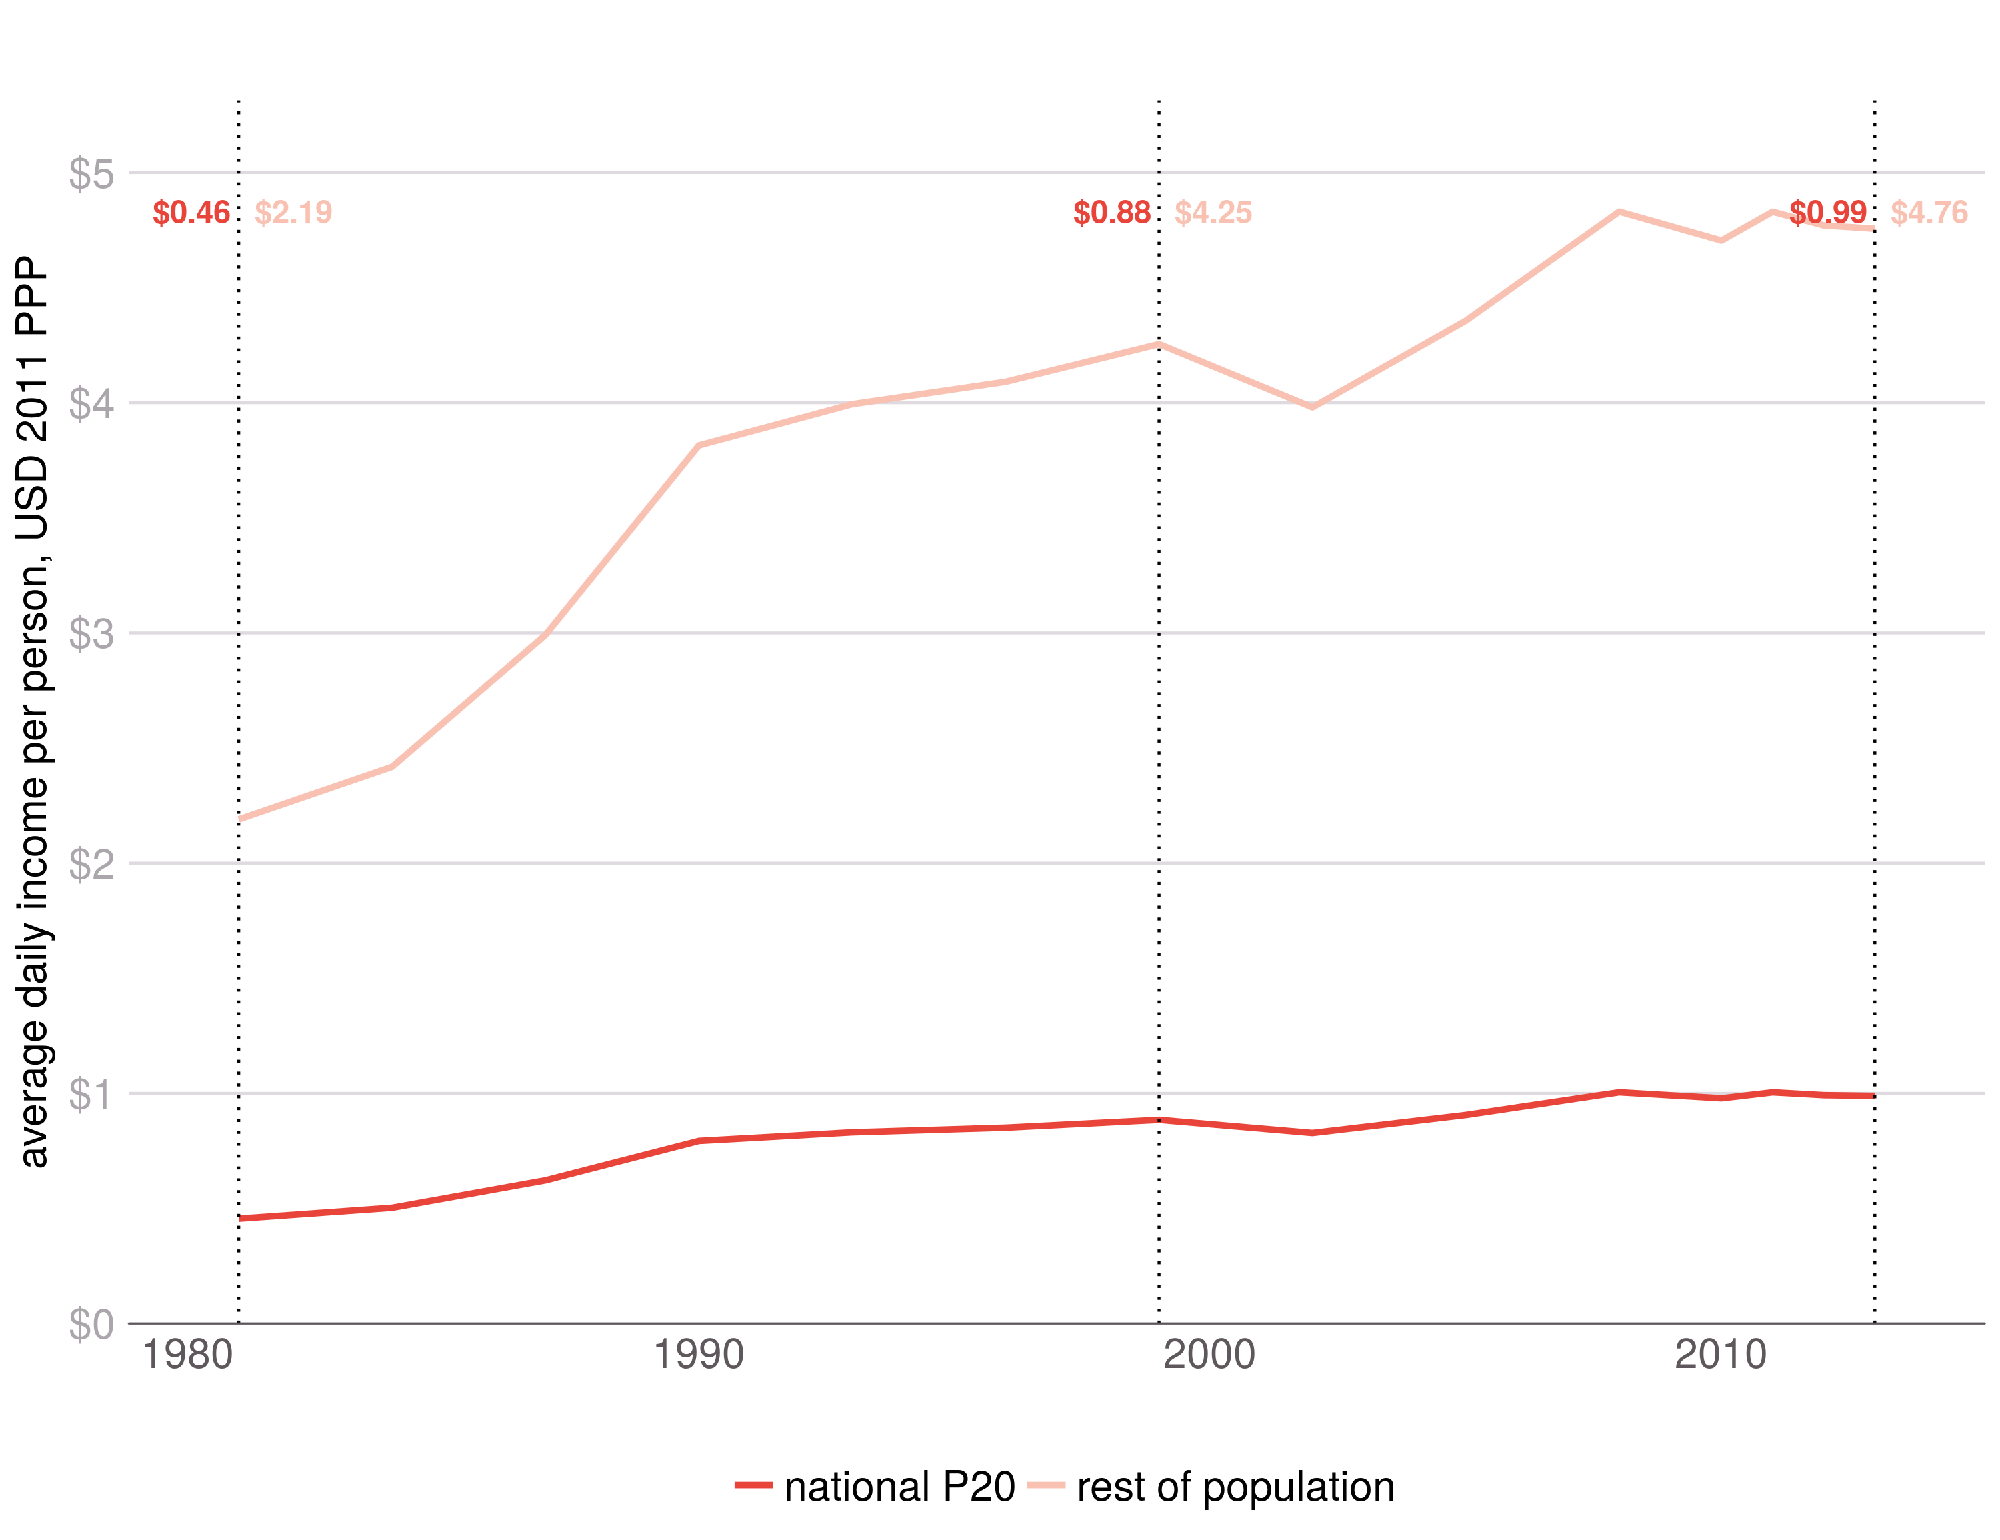 $5
$0.46 $2.19 $0.88 $4.25 $0.99 $4.76
$4
$3
$2
$1
$0
average daily income per person, USD 2011 PPP
1980 1990 2000 2010
national P20 rest of population